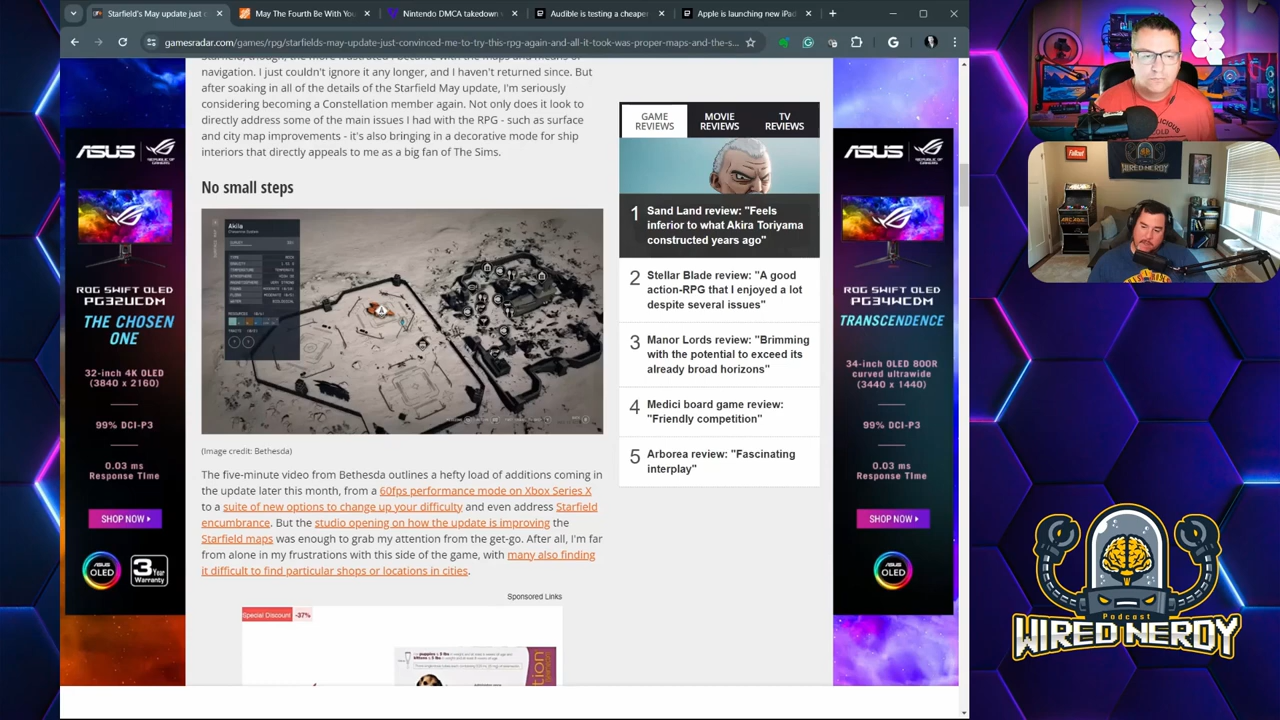 Starfield's May update just c
May The Fourth Be With You
Nintendo DMCA takedown
Audible is testing a cheaper
Apple is launching new iPad
gamesradar.com/games/rpg/starfields-may-update-just-convinced-me-to-try-the-rpg-again-and-all-it-took-was-proper-maps-and-the-s...
navigation. I just couldn't ignore it any longer, and I haven't returned since. But
after soaking in all of the details on the Starfield May update, I'm seriously
considering becoming a Constellation member again. Not only does it look to
directly address some of the main issues I had with the RPG - such as surface
and city map improvements - it's also bringing in a decorative mode for ship
interiors that directly appeals to me as a big fan of The Sims.
No small steps
Akila
(Image credit: Bethesda)
The five-minute video from Bethesda outlines a hefty load of additions coming in
the update later this month, from a 60fps performance mode on Xbox Series X
to a suite of new options to change up your difficulty and even address Starfield
encumbrance. But the studio opening on how the update is improving the
Starfield maps was enough to grab my attention from the get-go. After all, I'm far
from alone in my frustrations with this side of the game, with many also finding
it difficult to find particular shops or locations in cities.
Sponsored Links
Special Discount -37%
GAME
REVIEWS
MOVIE
REVIEWS
TV
REVIEWS
1 Sand Land review: "Feels
inferior to what Akira Toriyama
constructed years ago"
2 Stellar Blade review: "A good
action-RPG that I enjoyed a lot
despite several issues"
3 Manor Lords review: "Brimming
with the potential to exceed its
already broad horizons"
4 Medici board game review:
"Friendly competition"
5 Arborea review: "Fascinating
interplay"
ASUS
REPUBLIC OF
GAMERS
ROG SWIFT OLED
PG32UCDM
THE CHOSEN
ONE
32-inch 4K OLED
(3840 x 2160)
99% DCI-P3
0.03 ms
Response Time
SHOW NOW
ASUS
OLED
3 Year
Warranty
ASUS
REPUBLIC OF
GAMERS
ROG SWIFT OLED
PG34WCDM
TRANSCENDENCE
34-inch OLED 800R
curved ultrawide
(3440 x 1440)
99% DCI-P3
0.03 ms
Response Time
SHOW NOW
ASUS
OLED
Fallout
WIRED NERDY
Podcast
WIRED NERDY